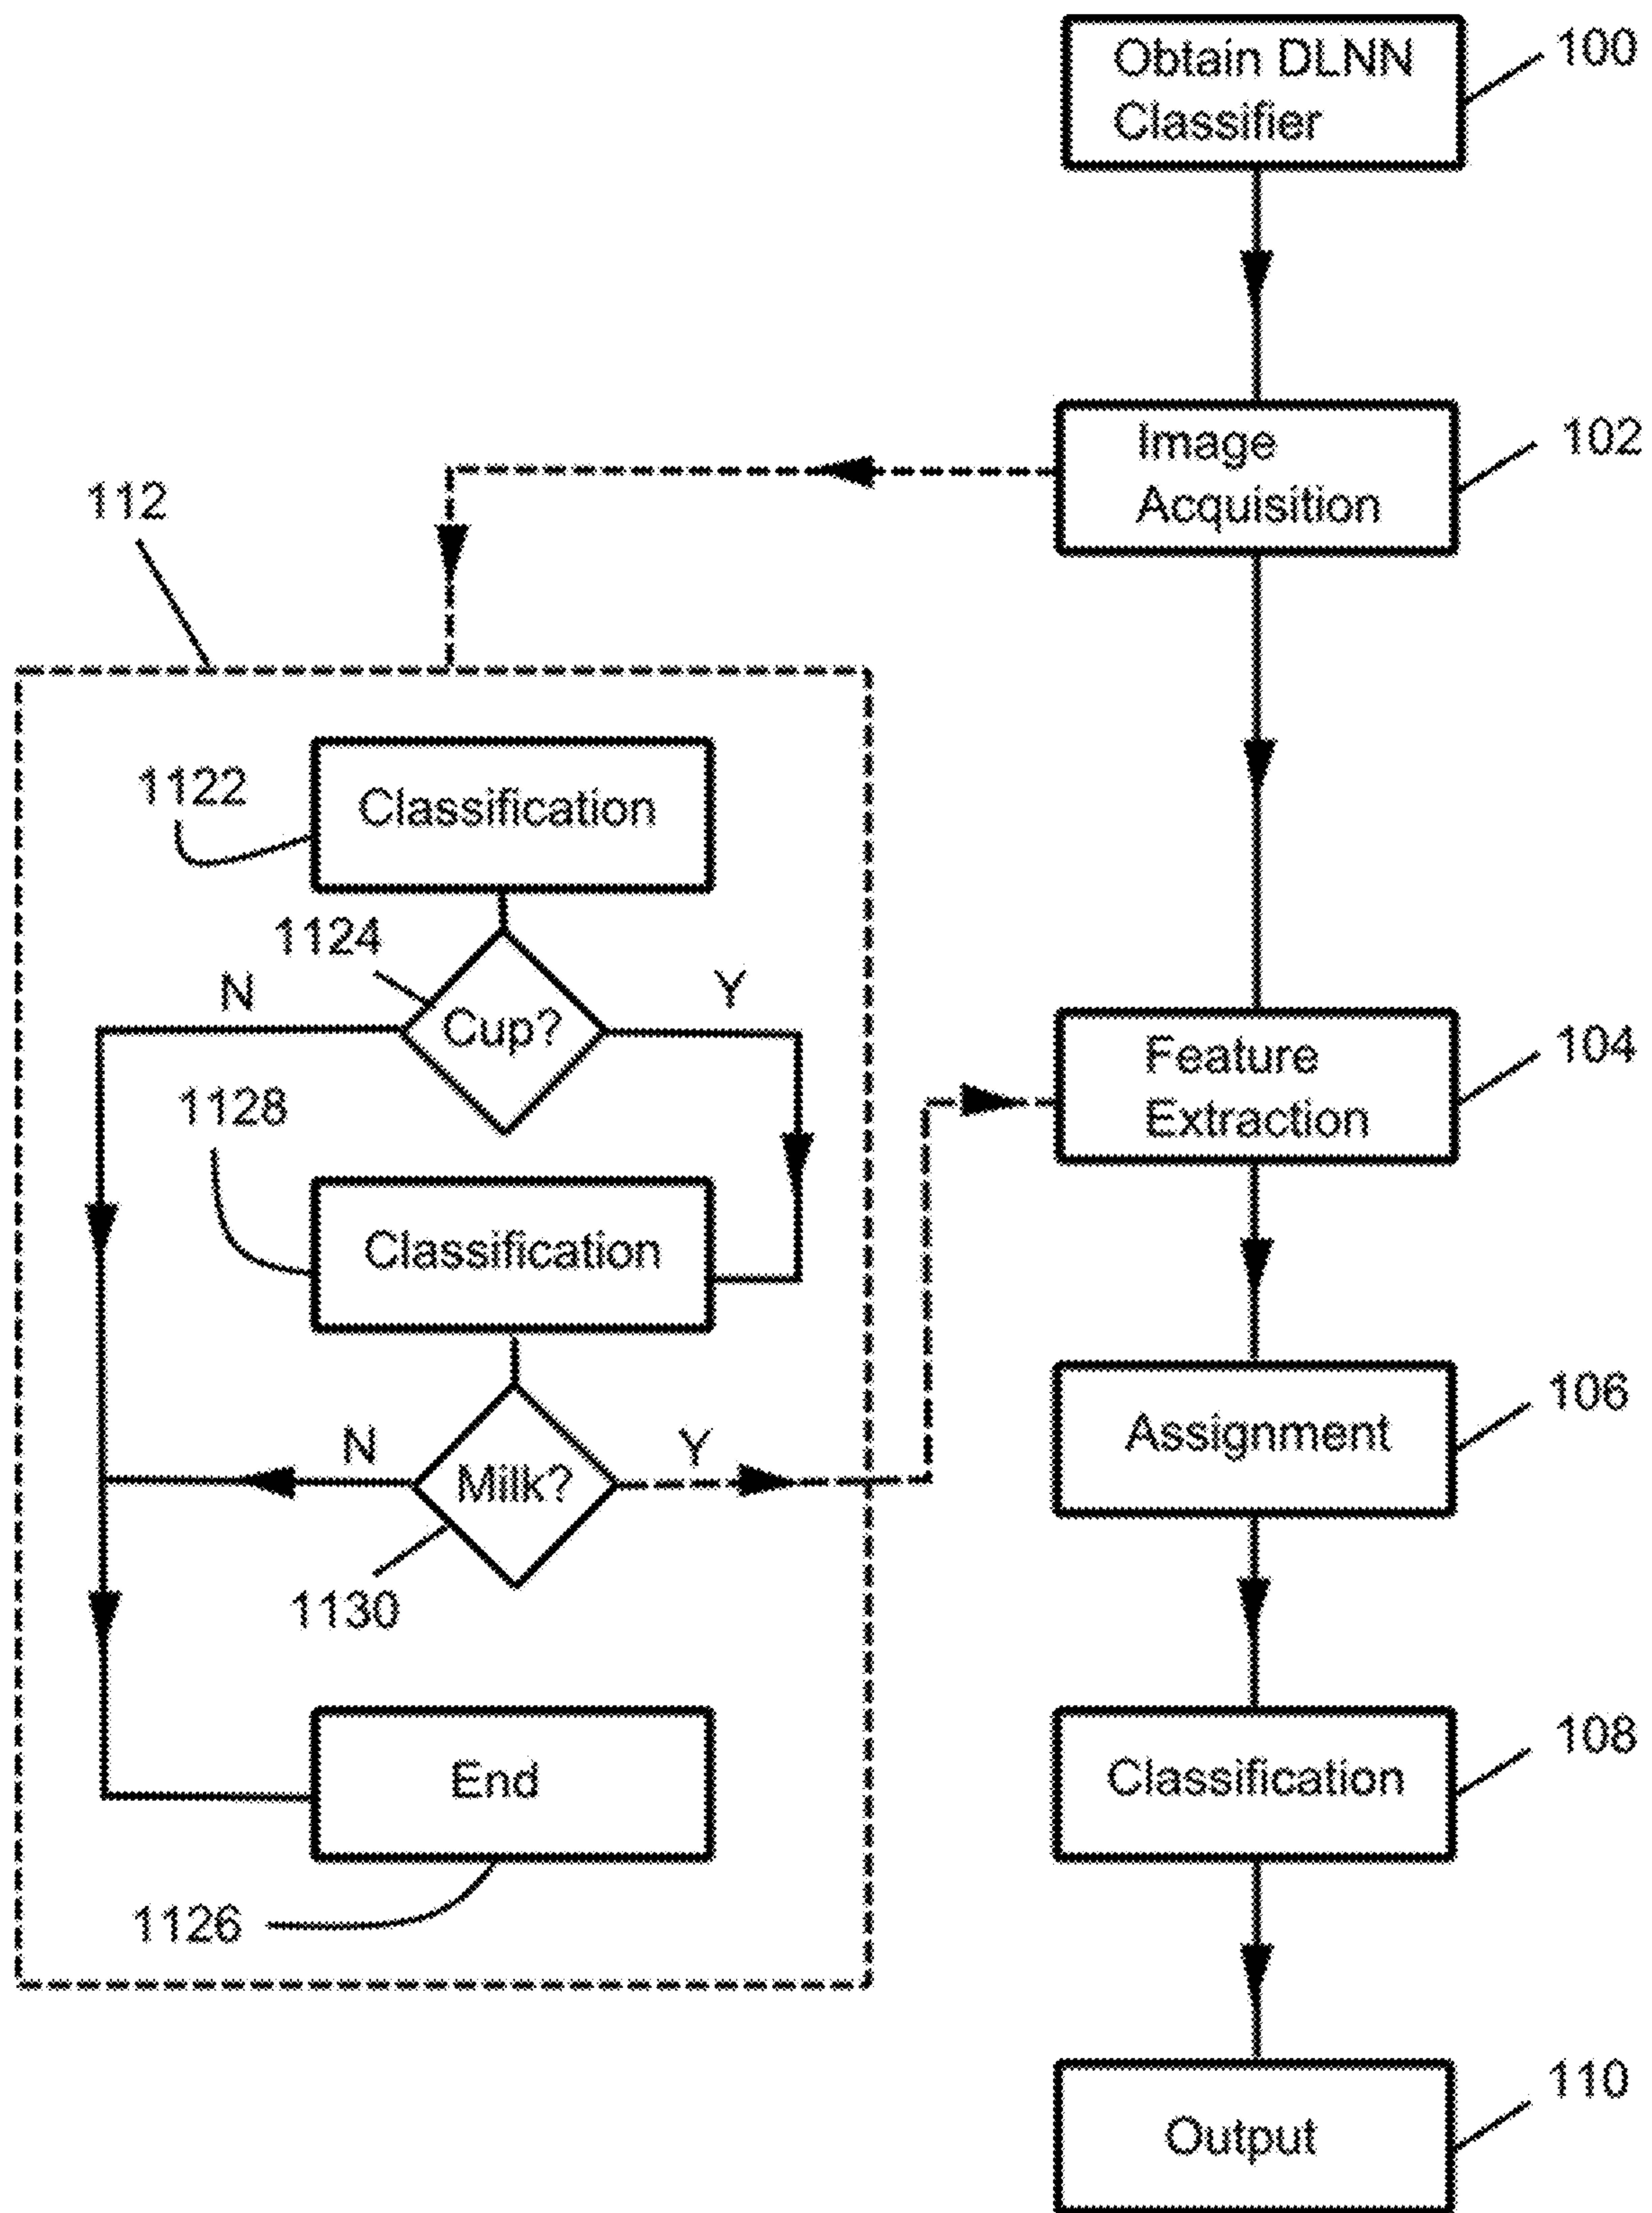 Obtain DLNN
Classifier
100
Image
Acquisition
102
112
Classification
1122
1124
N
Cup?
Y
Feature
Extraction
104
1128
Classification
Assignment
106
N
Milk?
Y
1130
Classification
108
End
1126
Output
110